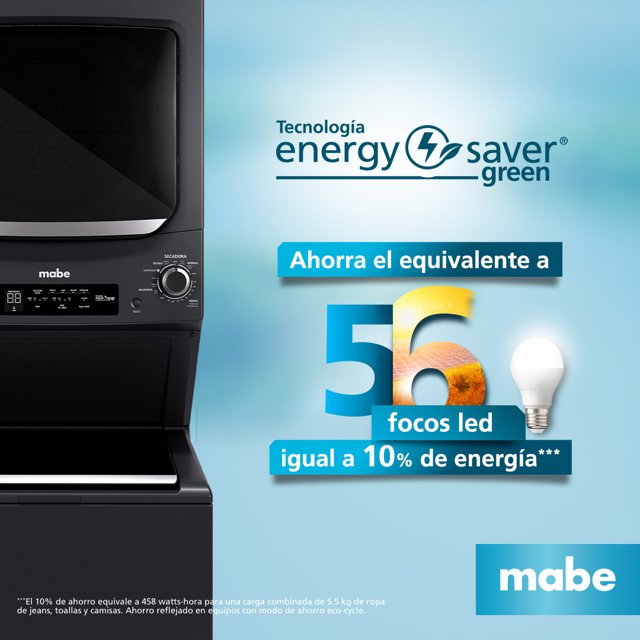 Tecnología
energy saver®
green
Ahorra el equivalente a
56
focos led
igual a 10% de energía***
mabe
SECADORA
88
mabe
***El 10% de ahorro equivale a 458 watts-hora para una carga combinada de 5.5 kg de ropa
de jeans, toallas y camisas. Ahorro reflejado en equipos con modo de ahorro eco-cycle.